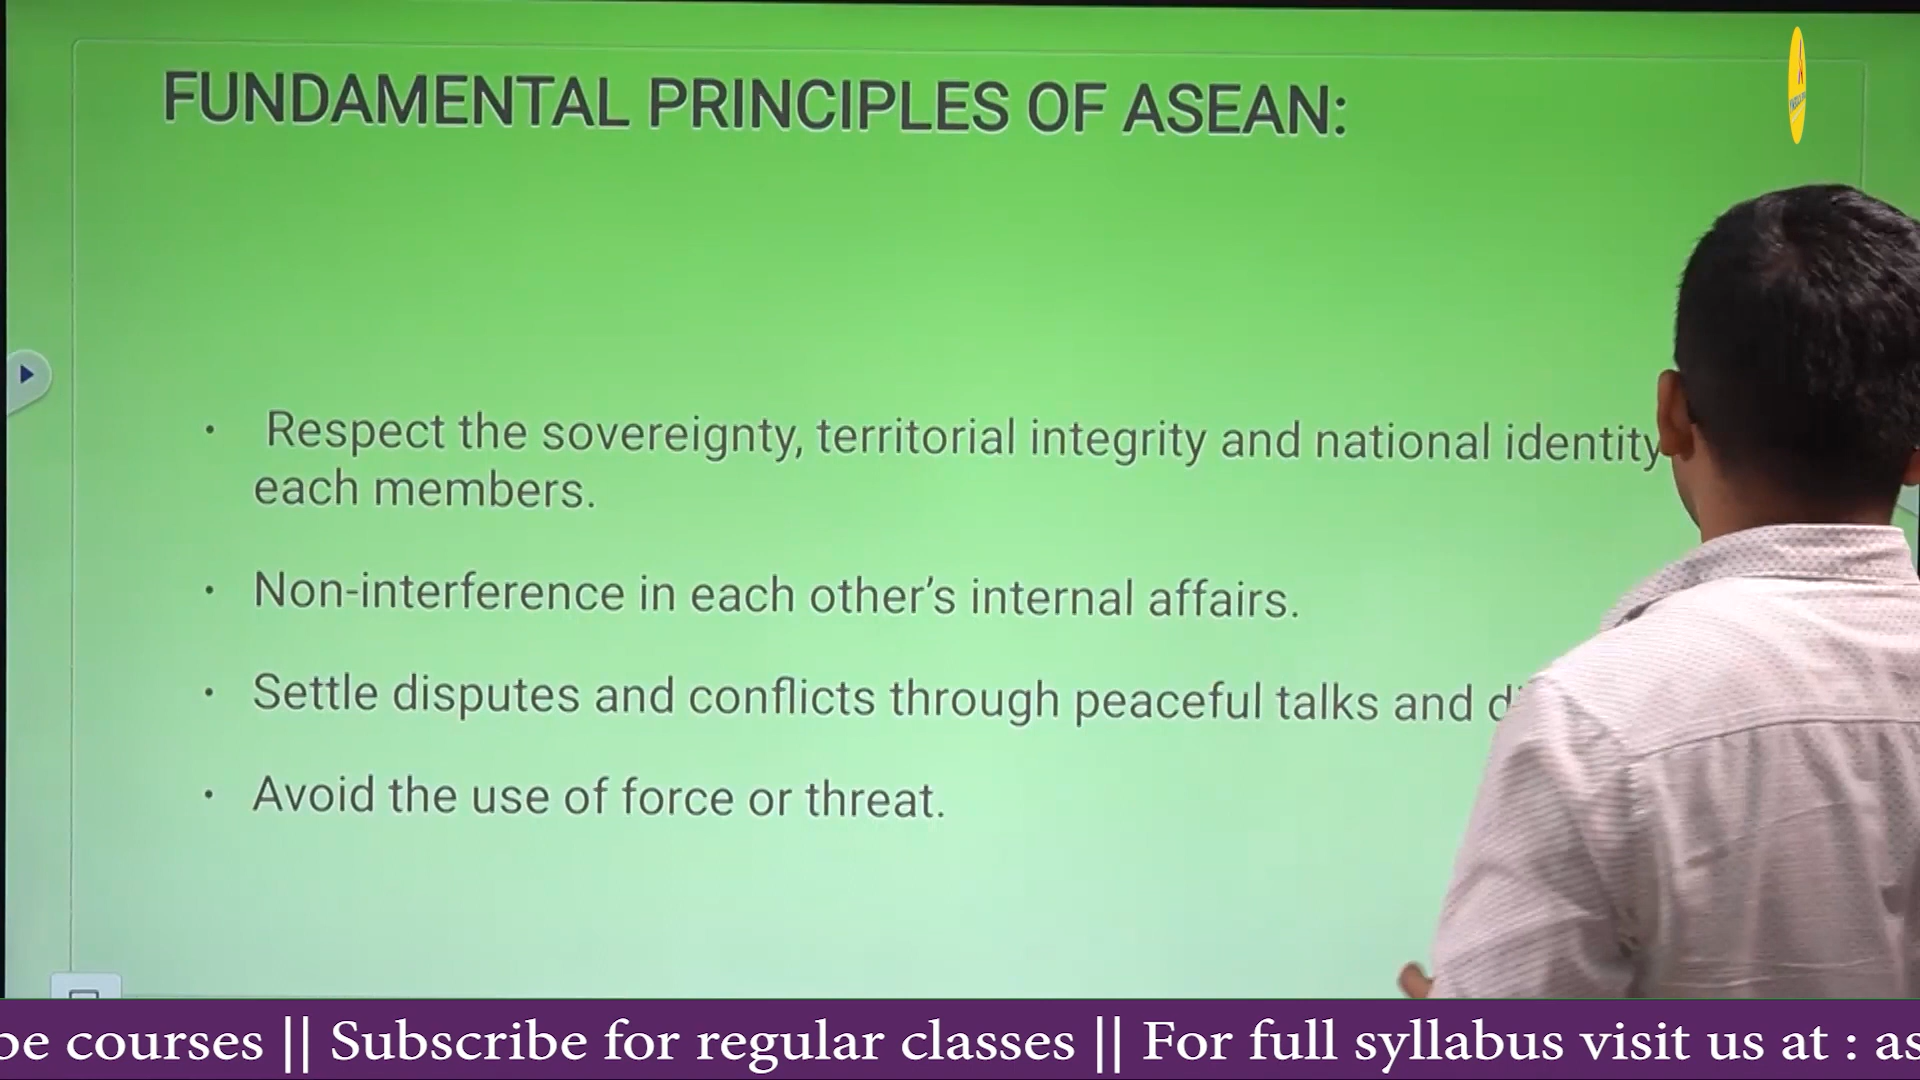 FUNDAMENTAL PRINCIPLES OF ASEAN:
• Respect the sovereignty, territorial integrity and national identity
each members.
• Non-interference in each other's internal affairs.
• Settle disputes and conflicts through peaceful talks and
• Avoid the use of force or threat.
courses || Subscribe for regular classes || For full syllabus visit us at :